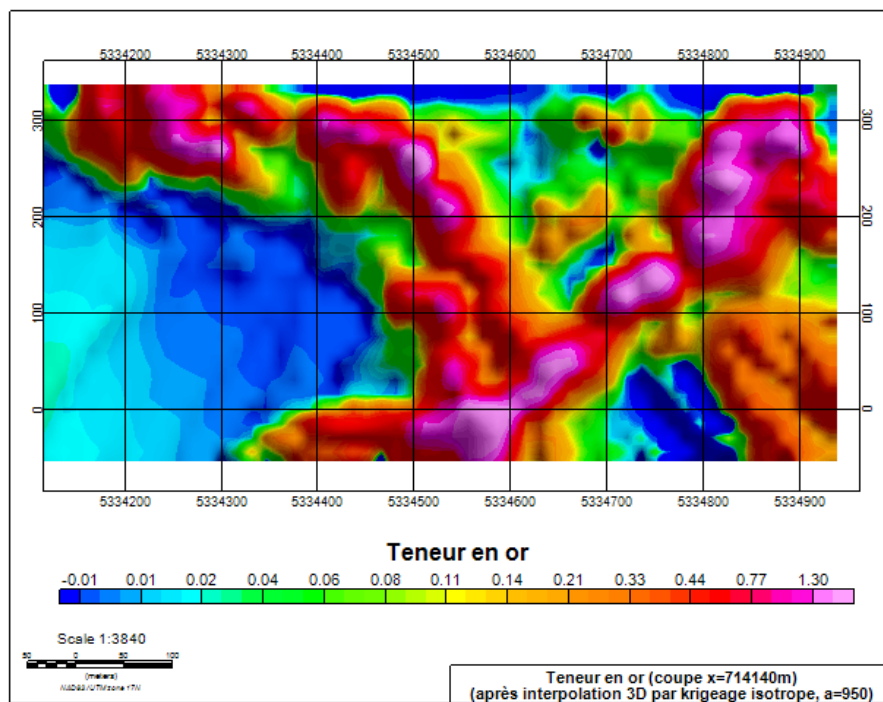 5334200 5334300 5334400 5334500 5334600 5334700 5334800 5334900
300 300
200 200
100 100
0 0
5334200 5334300 5334400 5334500 5334600 5334700 5334800 5334900
Teneur en or
-0.01 0.01 0.02 0.04 0.06 0.08 0.11 0.14 0.21 0.33 0.44 0.77 1.30
Scale 1:3840
50 0 50 100
(meters)
NAD83 / UTM zone 17N
Teneur en or (coupe x=714140m)
(après interpolation 3D par krigeage isotrope, a=950)